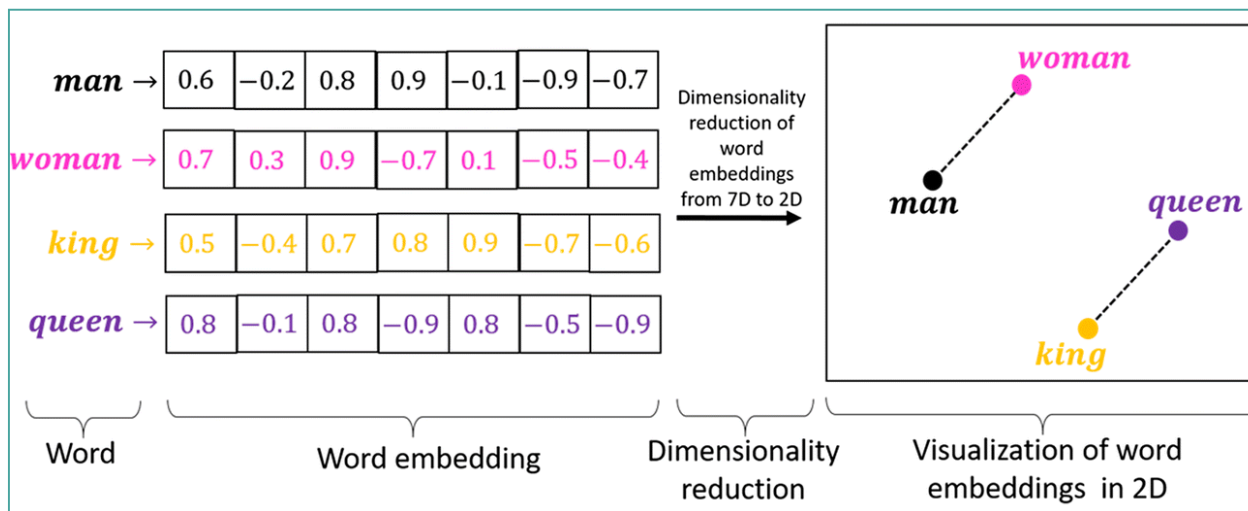 man → 0.6 −0.2 0.8 0.9 −0.1 −0.9 −0.7
woman → 0.7 0.3 0.9 −0.7 0.1 −0.5 −0.4
king → 0.5 −0.4 0.7 0.8 0.9 −0.7 −0.6
queen → 0.8 −0.1 0.8 −0.9 0.8 −0.5 −0.9
Dimensionality
reduction of
word
embeddings
from 7D to 2D
woman
man
queen
king
Word
Word embedding
Dimensionality
reduction
Visualization of word
embeddings in 2D